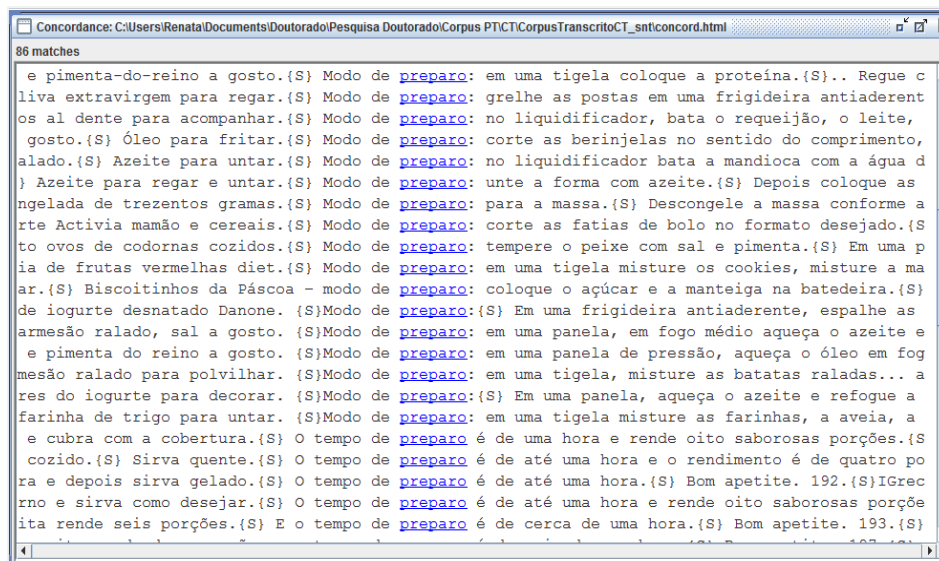 Concordance: C:\Users\Renata\Documents\Doutorado\Pesquisa Doutorado\Corpus PT\CT\CorpusTranscritoCT_snt\concord.html
86 matches
e pimenta-do-reino a gosto.{S} Modo de preparo: em uma tigela coloque a proteína.{S}.. Regue c
liva extravirgem para regar.{S} Modo de preparo: grelhe as postas em uma frigideira antiaderent
os al dente para acompanhar.{S} Modo de preparo: no liquidificador, bata o requeijão, o leite,
gosto.{S} Óleo para fritar.{S} Modo de preparo: corte as berinjelas no sentido do comprimento,
alado.{S} Azeite para untar.{S} Modo de preparo: no liquidificador bata a mandioca com a água d
} Azeite para regar e untar.{S} Modo de preparo: unte a forma com azeite.{S} Depois coloque as
ngelada de trezentos gramas.{S} Modo de preparo: para a massa.{S} Descongele a massa conforme a
rte Activia mamão e cereais.{S} Modo de preparo: corte as fatias de bolo no formato desejado.{S
to ovos de codornas cozidos.{S} Modo de preparo: tempere o peixe com sal e pimenta.{S} Em uma p
ia de frutas vermelhas diet.{S} Modo de preparo: em uma tigela misture os cookies, misture a ma
ar.{S} Biscoitinhos da Páscoa – modo de preparo: coloque o açúcar e a manteiga na batedeira.{S}
de iogurte desnatado Danone. {S}Modo de preparo:{S} Em uma frigideira antiaderente, espalhe as
armesão ralado, sal a gosto. {S}Modo de preparo: em uma panela, em fogo médio aqueça o azeite e
e pimenta do reino a gosto. {S}Modo de preparo: em uma panela de pressão, aqueça o óleo em fog
mesão ralado para polvilhar. {S}Modo de preparo: em uma tigela, misture as batatas raladas... a
res do iogurte para decorar. {S}Modo de preparo:{S} Em uma panela, aqueça o azeite e refogue a
farinha de trigo para untar. {S}Modo de preparo: em uma tigela misture as farinhas, a aveia, a
e cubra com a cobertura.{S} O tempo de preparo é de uma hora e rende oito saborosas porções.{S
cozido.{S} Sirva quente.{S} O tempo de preparo é de até uma hora e o rendimento é de quatro po
ra e depois sirva gelado.{S} O tempo de preparo é de até uma hora.{S} Bom apetite. 192.{S}IGrec
rno e sirva como desejar.{S} O tempo de preparo é de até uma hora e rende oito saborosas porçõe
ita rende seis porções.{S} E o tempo de preparo é de cerca de uma hora.{S} Bom apetite. 193.{S}